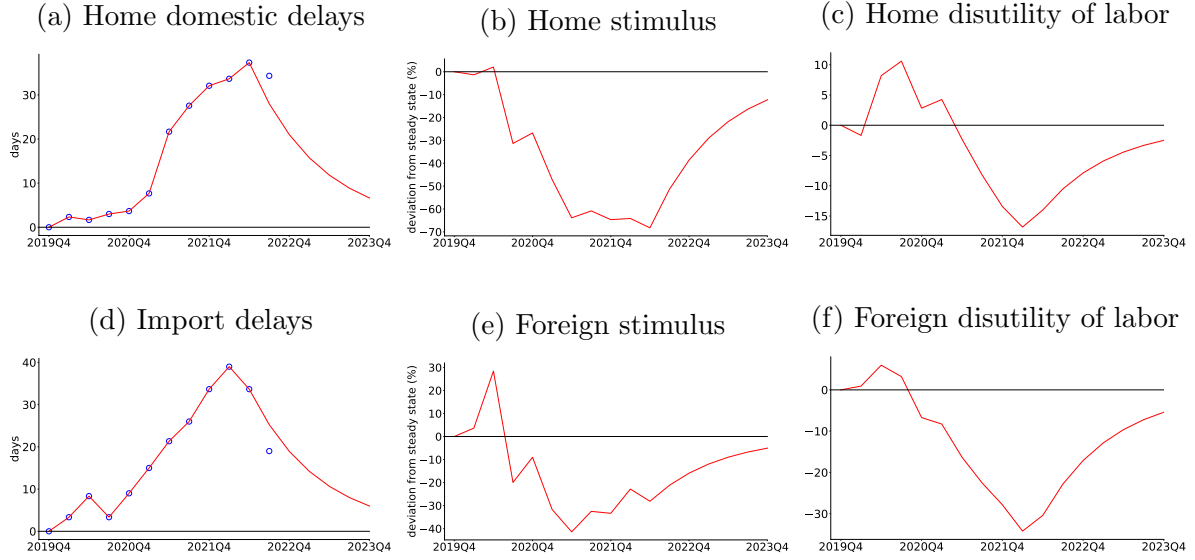 (a) Home domestic delays
days
30
20
10
0
2019Q4 2020Q4 2021Q4 2022Q4 2023Q4
(b) Home stimulus
deviation from steady state (%)
0
−10
−20
−30
−40
−50
−60
−70
2019Q4 2020Q4 2021Q4 2022Q4 2023Q4
(c) Home disutility of labor
10
5
0
−5
−10
−15
2019Q4 2020Q4 2021Q4 2022Q4 2023Q4
(d) Import delays
days
40
30
20
10
0
2019Q4 2020Q4 2021Q4 2022Q4 2023Q4
(e) Foreign stimulus
deviation from steady state (%)
30
20
10
0
−10
−20
−30
−40
2019Q4 2020Q4 2021Q4 2022Q4 2023Q4
(f) Foreign disutility of labor
0
−10
−20
−30
2019Q4 2020Q4 2021Q4 2022Q4 2023Q4